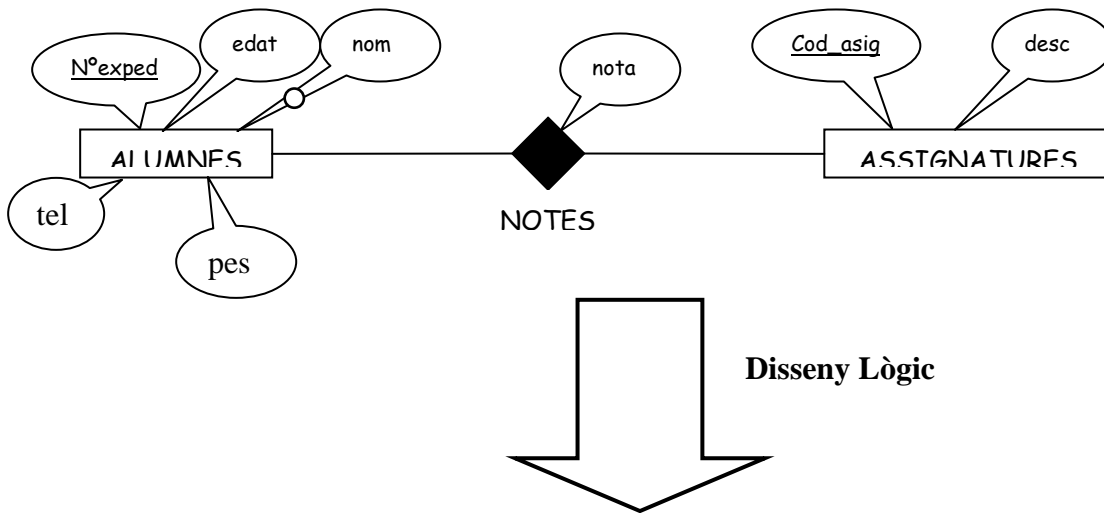 Nºexped
edat
nom
nota
Cod_asig
desc
ALUMNES
ASSIGNATURES
tel
pes
NOTES
Disseny Lògic